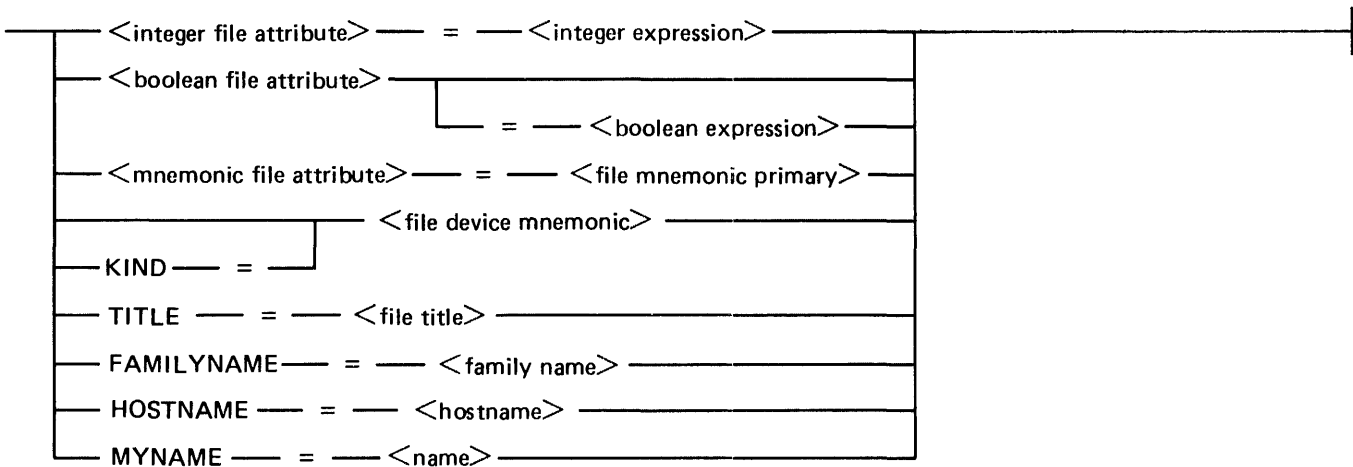 <integer file attribute> = <integer expression>
<boolean file attribute>
= <boolean expression>
<mnemonic file attribute> = <file mnemonic primary>
<file device mnemonic>
KIND =
TITLE = <file title>
FAMILYNAME = <family name>
HOSTNAME = <hostname>
MYNAME = <name>